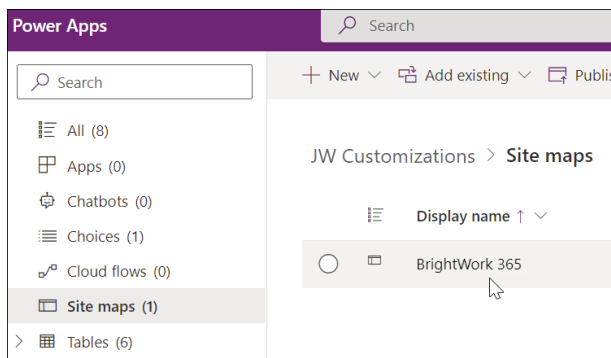 Power Apps
Search
Search
All (8)
Apps (0)
Chatbots (0)
Choices (1)
Cloud flows (0)
Site maps (1)
Tables (6)
New
Add existing
JW Customizations > Site maps
Display name ↑
BrightWork 365